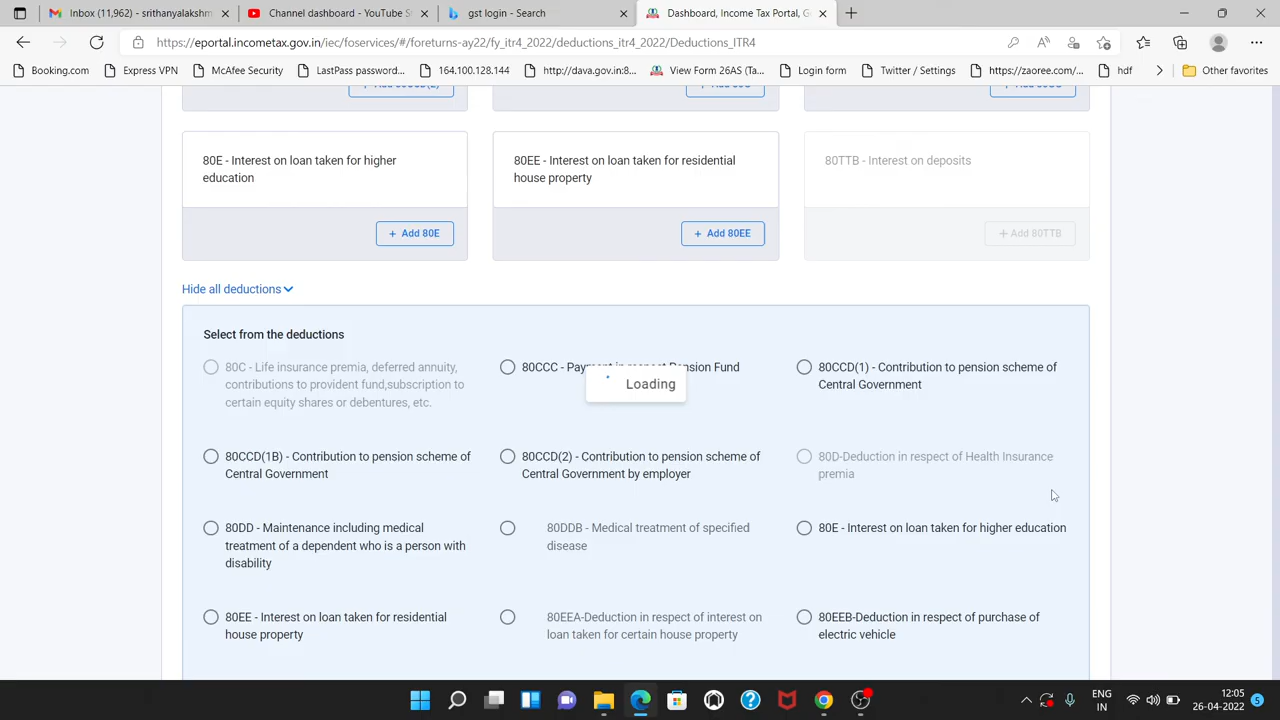 Inbox (11,962) - srithanyalakshm
Channel dashboard - YouTube St
gst login - Search
Dashboard, Income Tax Portal, G
https://eportal.incometax.gov.in/iec/foservices/#/foreturns-ay22/fy_itr4_2022/deductions_itr4_2022/Deductions_ITR4
Booking.com
Express VPN
McAfee Security
LastPass password...
164.100.128.144
http://dava.gov.in:8...
View Form 26AS (Ta...
Login form
Twitter / Settings
https://zaoree.com/...
hdf
Other favorites
80E - Interest on loan taken for higher
education
80EE - Interest on loan taken for residential
house property
80TTB - Interest on deposits
+ Add 80E
+ Add 80EE
+ Add 80TTB
Hide all deductions
Select from the deductions
80C - Life insurance premia, deferred annuity,
contributions to provident fund,subscription to
certain equity shares or debentures, etc.
80CCC - Payment in respect Pension Fund
80CCD(1) - Contribution to pension scheme of
Central Government
Loading
80CCD(1B) - Contribution to pension scheme of
Central Government
80CCD(2) - Contribution to pension scheme of
Central Government by employer
80D-Deduction in respect of Health Insurance
premia
80DD - Maintenance including medical
treatment of a dependent who is a person with
disability
80DDB - Medical treatment of specified
disease
80E - Interest on loan taken for higher education
80EE - Interest on loan taken for residential
house property
80EEA-Deduction in respect of interest on
loan taken for certain house property
80EEB-Deduction in respect of purchase of
electric vehicle
ENG
IN
12:05
26-04-2022
5